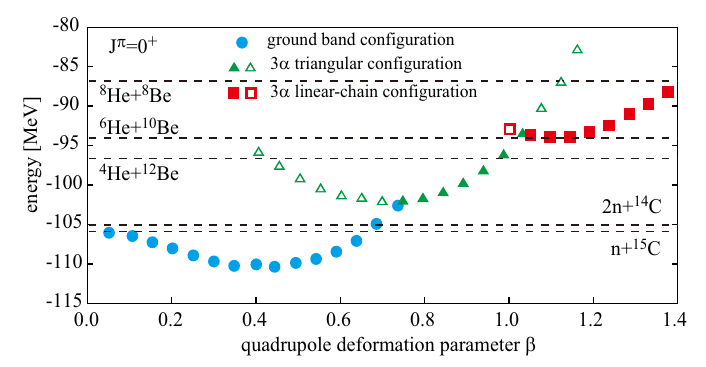 -80
J^π=0^+
ground band configuration
-85
3α triangular configuration
-90
^8He+^8Be
3α linear-chain configuration
^6He+^10Be
-95
^4He+^12Be
energy [MeV]
-100
-105
2n+^14C
n+^15C
-110
-115
0.0 0.2 0.4 0.6 0.8 1.0 1.2 1.4
quadrupole deformation parameter β